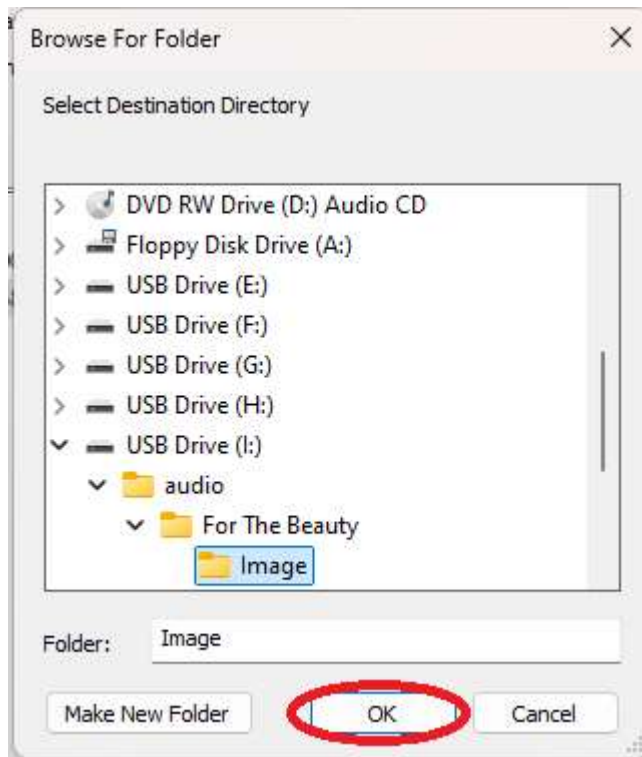 Browse For Folder
Select Destination Directory
DVD RW Drive (D:) Audio CD
Floppy Disk Drive (A:)
USB Drive (E:)
USB Drive (F:)
USB Drive (G:)
USB Drive (H:)
USB Drive (I:)
audio
For The Beauty
Image
Folder: Image
Make New Folder OK Cancel